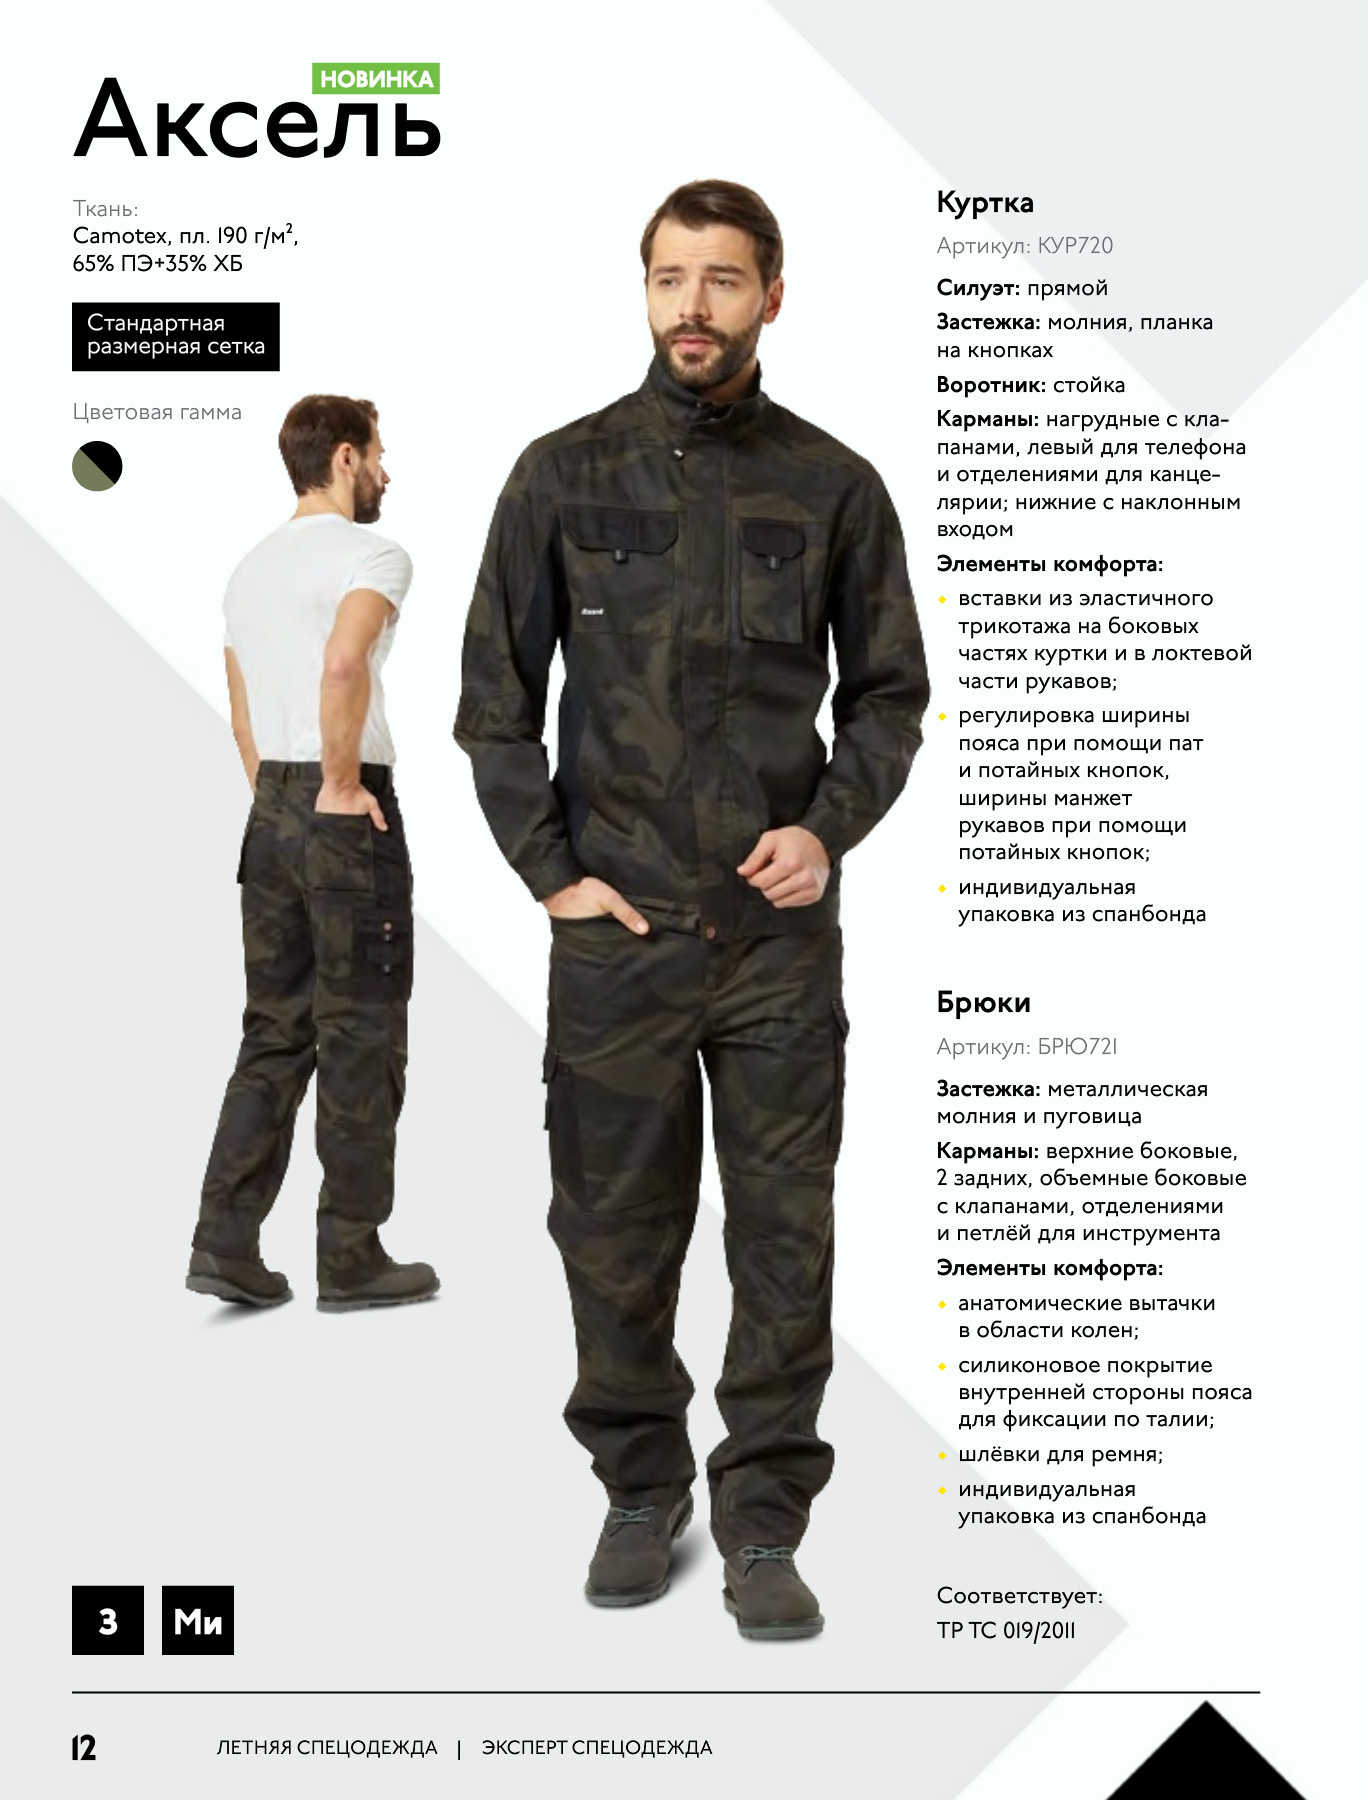 НОВИНКА
Аксель
Ткань:
Camotex, пл. 190 г/м²,
65% ПЭ+35% ХБ
Стандартная
размерная сетка
Цветовая гамма
Куртка
Артикул: КУР720
Силуэт: прямой
Застежка: молния, планка
на кнопках
Воротник: стойка
Карманы: нагрудные с кла-
панами, левый для телефона
и отделениями для канце-
лярии; нижние с наклонным
входом
Элементы комфорта:
вставки из эластичного
трикотажа на боковых
частях куртки и в локтевой
части рукавов;
регулировка ширины
пояса при помощи пат
и потайных кнопок,
ширины манжет
рукавов при помощи
потайных кнопок;
индивидуальная
упаковка из спанбонда
Брюки
Артикул: БРЮ721
Застежка: металлическая
молния и пуговица
Карманы: верхние боковые,
2 задних, объемные боковые
с клапанами, отделениями
и петлёй для инструмента
Элементы комфорта:
анатомические вытачки
в области колен;
силиконовое покрытие
внутренней стороны пояса
для фиксации по талии;
шлёвки для ремня;
индивидуальная
упаковка из спанбонда
Соответствует:
ТР ТС 019/2011
З Ми
12 ЛЕТНЯЯ СПЕЦОДЕЖДА | ЭКСПЕРТ СПЕЦОДЕЖДА